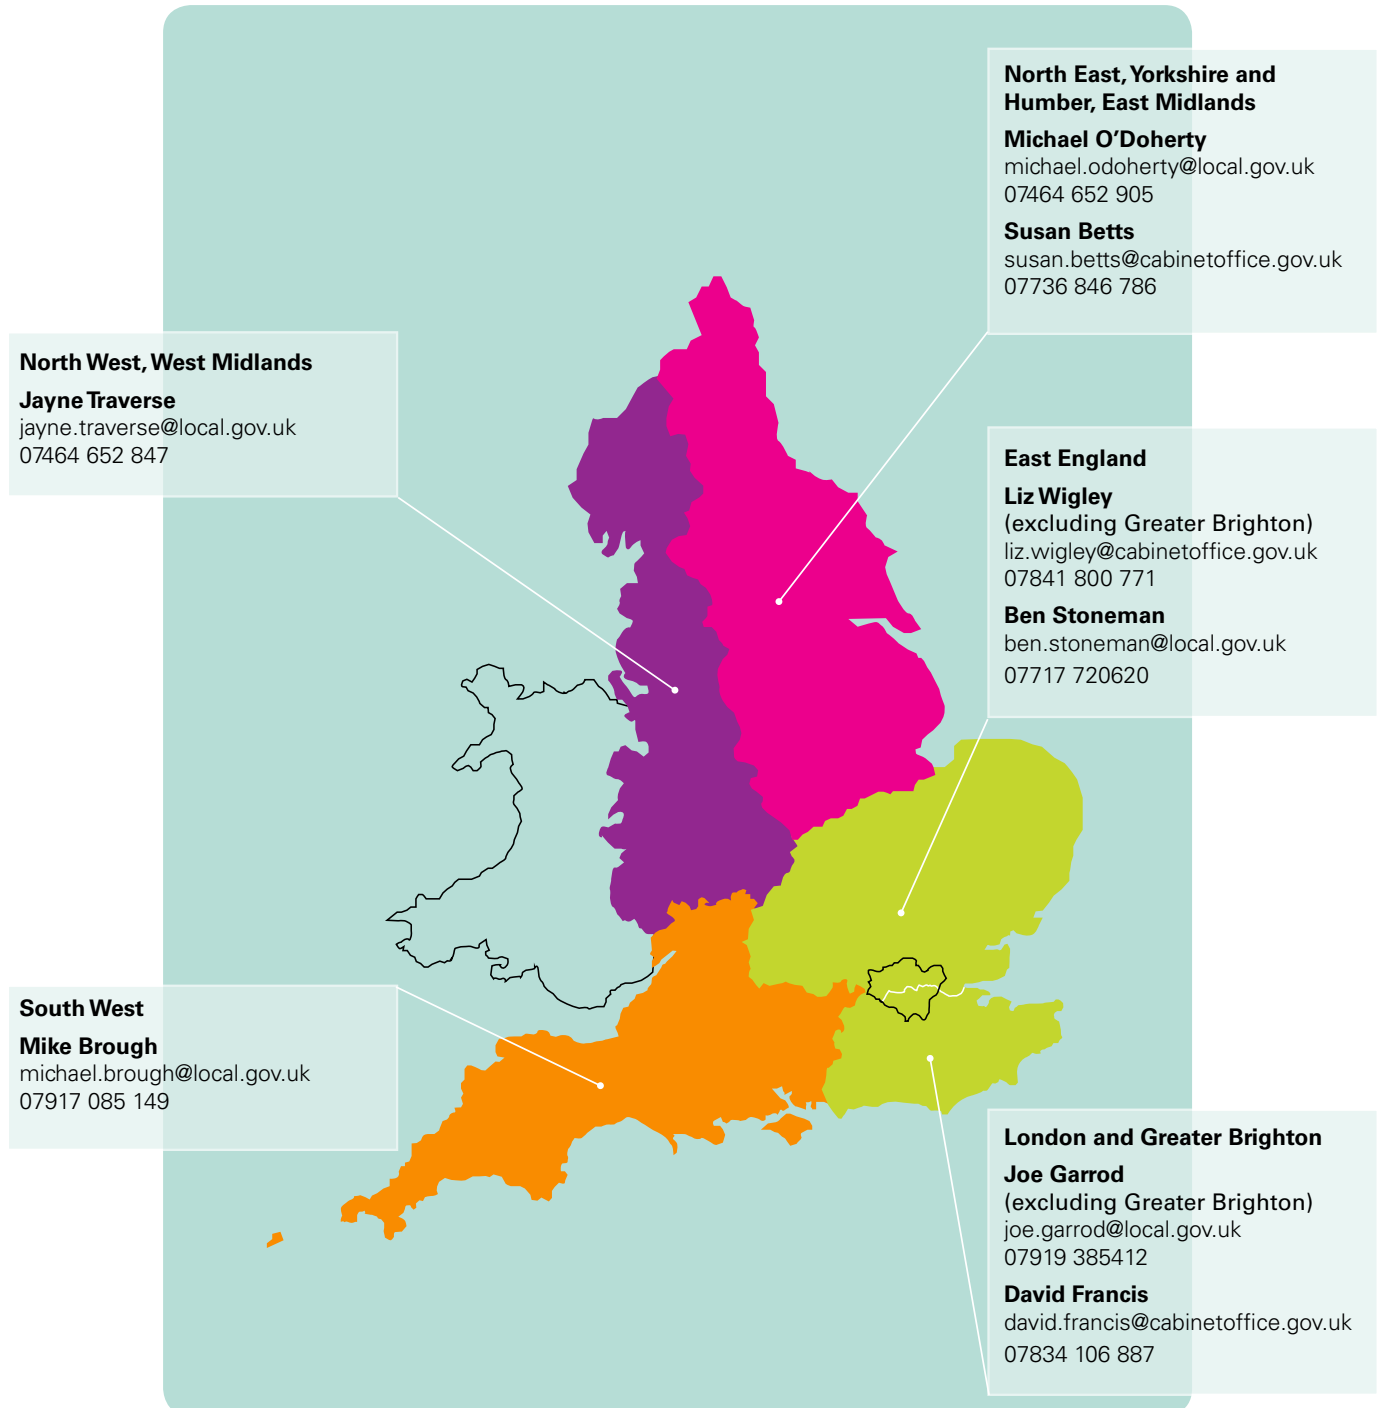 North East, Yorkshire and
Humber, East Midlands
Michael O’Doherty
michael.odoherty@local.gov.uk
07464 652 905
Susan Betts
susan.betts@cabinetoffice.gov.uk
07736 846 786
North West, West Midlands
Jayne Traverse
jayne.traverse@local.gov.uk
07464 652 847
East England
Liz Wigley
(excluding Greater Brighton)
liz.wigley@cabinetoffice.gov.uk
07841 800 771
Ben Stoneman
ben.stoneman@local.gov.uk
07717 720620
South West
Mike Brough
michael.brough@local.gov.uk
07917 085 149
London and Greater Brighton
Joe Garrod
(excluding Greater Brighton)
joe.garrod@local.gov.uk
07919 385412
David Francis
david.francis@cabinetoffice.gov.uk
07834 106 887